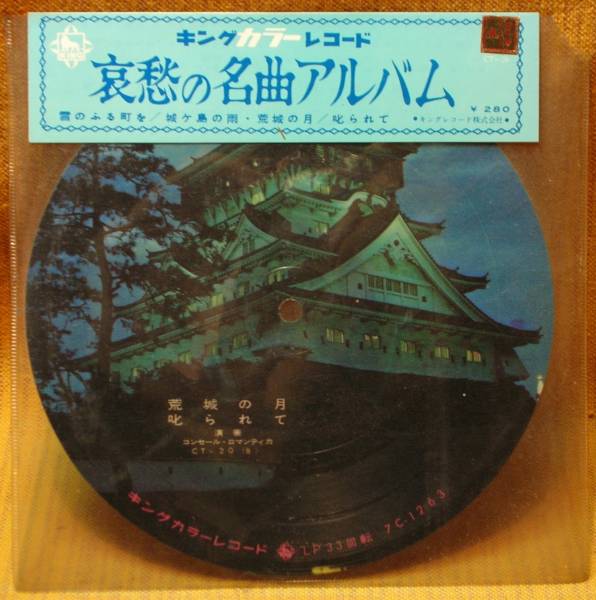 KING
キングカラーレコード
哀愁の名曲アルバム
¥ 280
雪のふる町を／城ケ島の雨・荒城の月／叱られて
●キングレコード株式会社●
荒城の月
叱られて
演奏
コンセール・ロマンティカ
CT-20（B）
キングカラーレコード LP 33回転 7C-1263